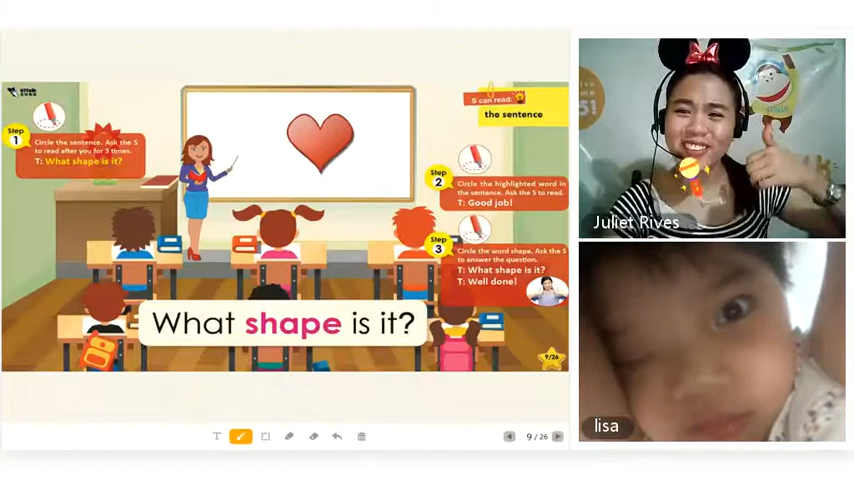 51Talk
Step
1
Circle the sentence. Ask the S
to read after you for 3 times.
T: What shape is it?
S can read:
the sentence
Step
2
Circle the highlighted word in
the sentence. Ask the S to read.
T: Good job!
Step
3
Circle the word shape. Ask the S
to answer the question.
T: What shape is it?
T: Well done!
What shape is it?
9/26
T
9 / 26
Juliet Rives
lisa